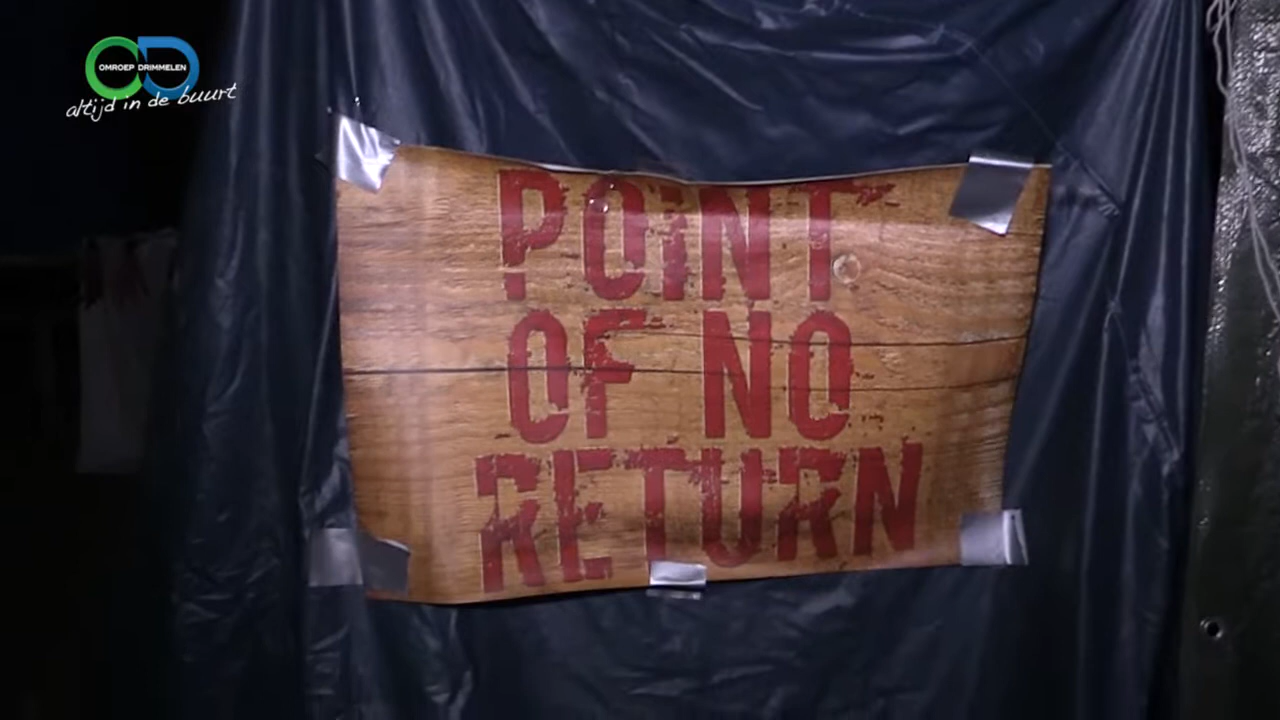 OMROEP DRIMMELEN
altijd in de buurt
POINT
OF NO
RETURN